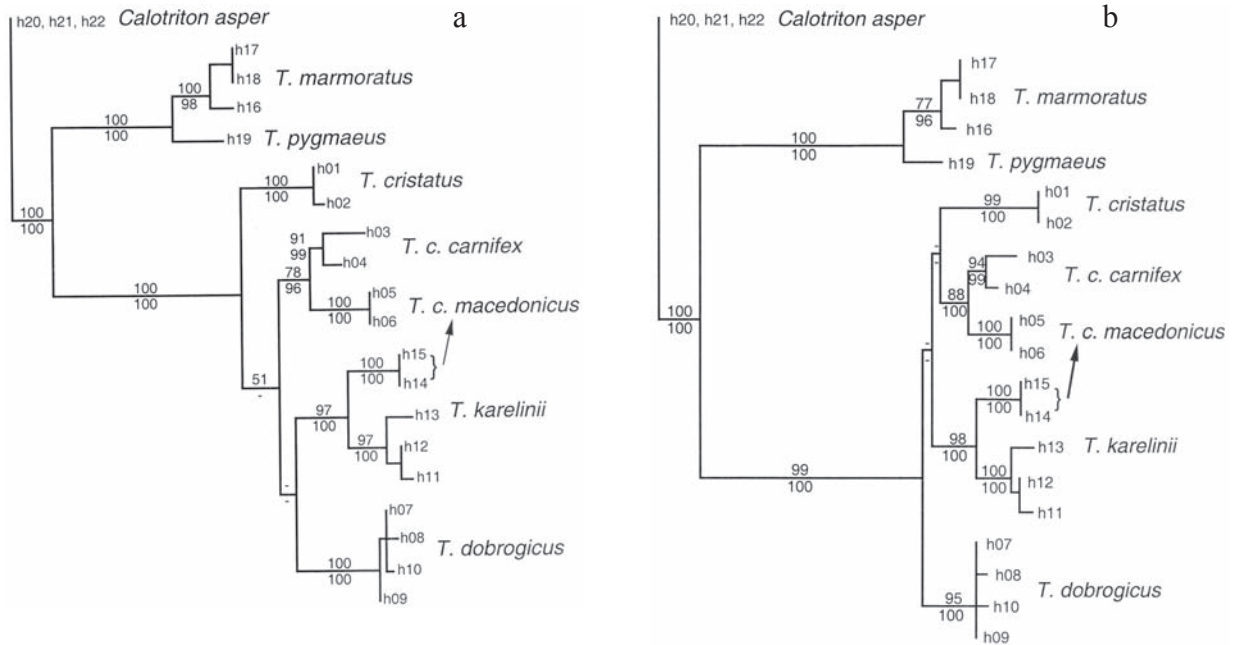 h20, h21, h22 Calotriton asper
a
h17
h18
T. marmoratus
100
98
h16
100
100
h19
T. pygmaeus
h01
100
100
T. cristatus
h02
100
100
h03
91
99
T. c. carnifex
h04
78
96
h05
100
100
T. c. macedonicus
h06
100
100
h15
100
100
}
h14
51
-
h13
T. karelinii
97
100
97
100
h12
h11
-
-
h07
h08
T. dobrogicus
100
100
h10
h09
h20, h21, h22 Calotriton asper
b
h17
h18
T. marmoratus
77
96
h16
100
100
h19
T. pygmaeus
h01
99
100
T. cristatus
h02
-
-
h03
94
99
T. c. carnifex
h04
88
100
h05
100
100
T. c. macedonicus
h06
100
100
-
-
h15
100
100
}
h14
98
100
h13
T. karelinii
100
100
h12
h11
99
100
h07
h08
T. dobrogicus
95
100
h10
h09